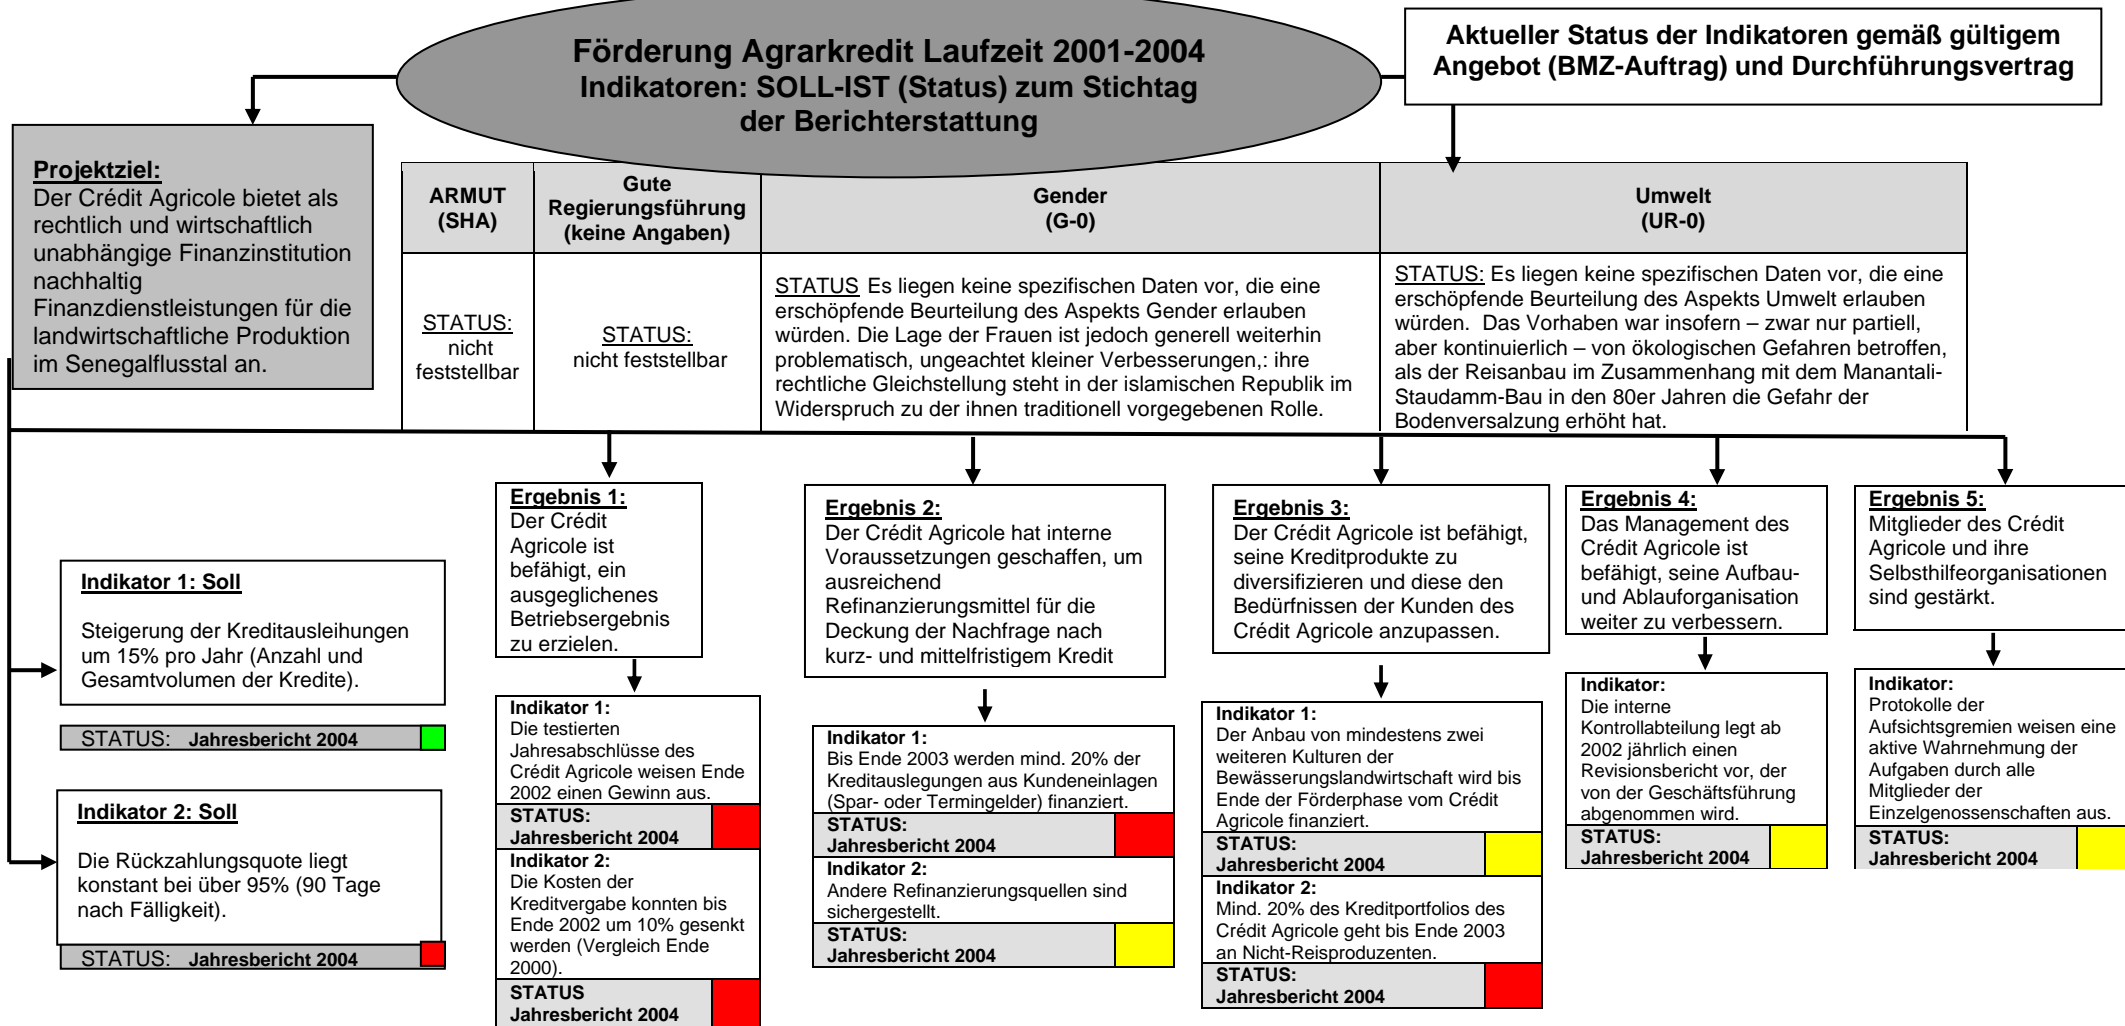 Förderung Agrarkredit Laufzeit 2001-2004
Indikatoren: SOLL-IST (Status) zum Stichtag
der Berichterstattung
Aktueller Status der Indikatoren gemäß gültigem
Angebot (BMZ-Auftrag) und Durchführungsvertrag
Projektziel:
Der Crédit Agricole bietet als
rechtlich und wirtschaftlich
unabhängige Finanzinstitution
nachhaltig
Finanzdienstleistungen für die
landwirtschaftliche Produktion
im Senegalflusstal an.
ARMUT
(SHA)
Gute
Regierungsführung
(keine Angaben)
Gender
(G-0)
Umwelt
(UR-0)
STATUS:
nicht
feststellbar
STATUS:
nicht feststellbar
STATUS Es liegen keine spezifischen Daten vor, die eine
erschöpfende Beurteilung des Aspekts Gender erlauben
würden. Die Lage der Frauen ist jedoch generell weiterhin
problematisch, ungeachtet kleiner Verbesserungen,: ihre
rechtliche Gleichstellung steht in der islamischen Republik im
Widerspruch zu der ihnen traditionell vorgegebenen Rolle.
STATUS: Es liegen keine spezifischen Daten vor, die eine
erschöpfende Beurteilung des Aspekts Umwelt erlauben
würden. Das Vorhaben war insofern – zwar nur partiell,
aber kontinuierlich – von ökologischen Gefahren betroffen,
als der Reisanbau im Zusammenhang mit dem Manantali-
Staudamm-Bau in den 80er Jahren die Gefahr der
Bodenversalzung erhöht hat.
Indikator 1: Soll
Steigerung der Kreditausleihungen
um 15% pro Jahr (Anzahl und
Gesamtvolumen der Kredite).
STATUS: Jahresbericht 2004
Indikator 2: Soll
Die Rückzahlungsquote liegt
konstant bei über 95% (90 Tage
nach Fälligkeit).
STATUS: Jahresbericht 2004
Ergebnis 1:
Der Crédit
Agricole ist
befähigt, ein
ausgeglichenes
Betriebsergebnis
zu erzielen.
Indikator 1:
Die testierten
Jahresabschlüsse des
Crédit Agricole weisen Ende
2002 einen Gewinn aus.
STATUS:
Jahresbericht 2004
Indikator 2:
Die Kosten der
Kreditvergabe konnten bis
Ende 2002 um 10% gesenkt
werden (Vergleich Ende
2000).
STATUS
Jahresbericht 2004
Ergebnis 2:
Der Crédit Agricole hat interne
Voraussetzungen geschaffen, um
ausreichend
Refinanzierungsmittel für die
Deckung der Nachfrage nach
kurz- und mittelfristigem Kredit
Indikator 1:
Bis Ende 2003 werden mind. 20% der
Kreditauslegungen aus Kundeneinlagen
(Spar- oder Termingelder) finanziert.
STATUS:
Jahresbericht 2004
Indikator 2:
Andere Refinanzierungsquellen sind
sichergestellt.
STATUS:
Jahresbericht 2004
Ergebnis 3:
Der Crédit Agricole ist befähigt,
seine Kreditprodukte zu
diversifizieren und diese den
Bedürfnissen der Kunden des
Crédit Agricole anzupassen.
Indikator 1:
Der Anbau von mindestens zwei
weiteren Kulturen der
Bewässerungslandwirtschaft wird bis
Ende der Förderphase vom Crédit
Agricole finanziert.
STATUS:
Jahresbericht 2004
Indikator 2:
Mind. 20% des Kreditportfolios des
Crédit Agricole geht bis Ende 2003
an Nicht-Reisproduzenten.
STATUS:
Jahresbericht 2004
Ergebnis 4:
Das Management des
Crédit Agricole ist
befähigt, seine Aufbau-
und Ablauforganisation
weiter zu verbessern.
Indikator:
Die interne
Kontrollabteilung legt ab
2002 jährlich einen
Revisionsbericht vor, der
von der Geschäftsführung
abgenommen wird.
STATUS:
Jahresbericht 2004
Ergebnis 5:
Mitglieder des Crédit
Agricole und ihre
Selbsthilfeorganisationen
sind gestärkt.
Indikator:
Protokolle der
Aufsichtsgremien weisen eine
aktive Wahrnehmung der
Aufgaben durch alle
Mitglieder der
Einzelgenossenschaften aus.
STATUS:
Jahresbericht 2004